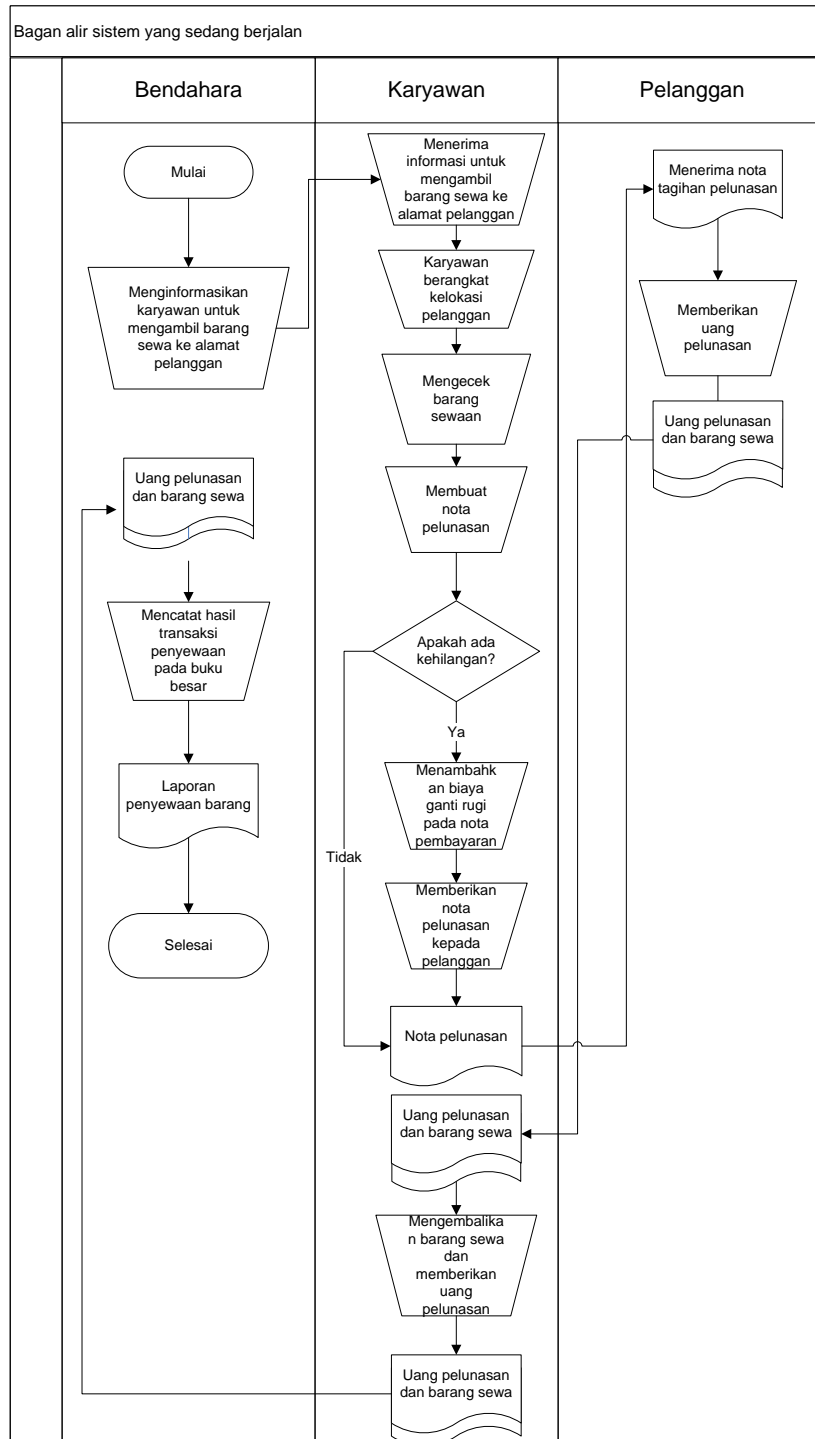 Bagan alir sistem yang sedang berjalan
Bendahara
Karyawan
Pelanggan
Mulai
Menginformasikan
karyawan untuk
mengambil barang
sewa ke alamat
pelanggan
Uang pelunasan
dan barang sewa
Mencatat hasil
transaksi
penyewaan
pada buku
besar
Laporan
penyewaan barang
Selesai
Menerima
informasi untuk
mengambil
barang sewa ke
alamat pelanggan
Karyawan
berangkat
kelokasi
pelanggan
Mengecek
barang
sewaan
Membuat
nota
pelunasan
Apakah ada
kehilangan?
Ya
Tidak
Menambahk
an biaya
ganti rugi
pada nota
pembayaran
Memberikan
nota
pelunasan
kepada
pelanggan
Nota pelunasan
Uang pelunasan
dan barang sewa
Mengembalika
n barang sewa
dan
memberikan
uang
pelunasan
Uang pelunasan
dan barang sewa
Menerima nota
tagihan pelunasan
Memberikan
uang
pelunasan
Uang pelunasan
dan barang sewa